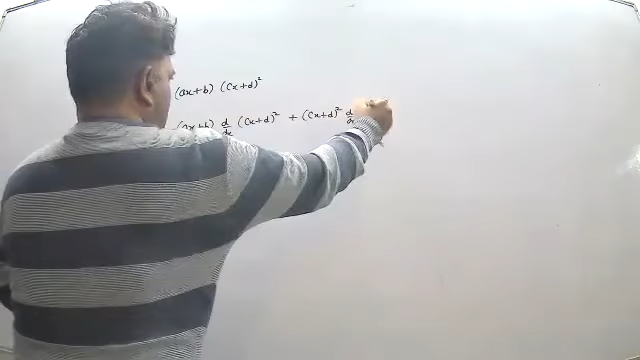 (ax+b) (cx+d)²
(ax+b) d/dx (cx+d)² + (cx+d)² d/dx